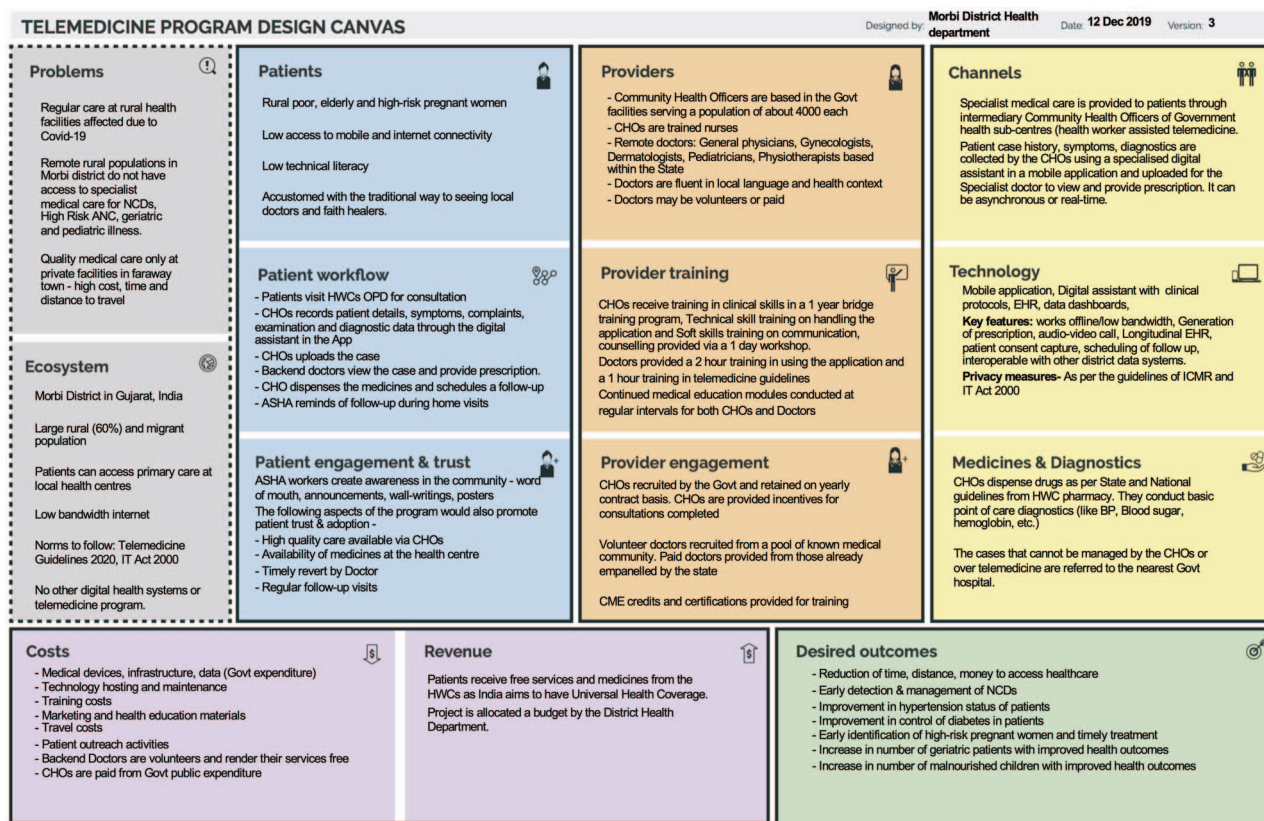 TELEMEDICINE PROGRAM DESIGN CANVAS
Designed by: Morbi District Health
department
Date: 12 Dec 2019
Version: 3
Problems
Regular care at rural health
facilities affected due to
Covid-19
Remote rural populations in
Morbi district do not have
access to specialist
medical care for NCDs,
High Risk ANC, geriatric
and pediatric illness.
Quality medical care only at
private facilities in faraway
town - high cost, time and
distance to travel
Ecosystem
Morbi District in Gujarat, India
Large rural (60%) and migrant
population
Patients can access primary care at
local health centres
Low bandwidth internet
Norms to follow: Telemedicine
Guidelines 2020, IT Act 2000
No other digital health systems or
telemedicine program.
Patients
Rural poor, elderly and high-risk pregnant women
Low access to mobile and internet connectivity
Low technical literacy
Accustomed with the traditional way to seeing local
doctors and faith healers.
Patient workflow
- Patients visit HWCs OPD for consultation
- CHOs records patient details, symptoms, complaints,
examination and diagnostic data through the digital
assistant in the App
- CHOs uploads the case
- Backend doctors view the case and provide prescription.
- CHO dispenses the medicines and schedules a follow-up
- ASHA reminds of follow-up during home visits
Patient engagement & trust
ASHA workers create awareness in the community - word
of mouth, announcements, wall-writings, posters
The following aspects of the program would also promote
patient trust & adoption -
- High quality care available via CHOs
- Availability of medicines at the health centre
- Timely revert by Doctor
- Regular follow-up visits
Providers
- Community Health Officers are based in the Govt
facilities serving a population of about 4000 each
- CHOs are trained nurses
- Remote doctors: General physicians, Gynecologists,
Dermatologists, Pediatricians, Physiotherapists based
within the State
- Doctors are fluent in local language and health context
- Doctors may be volunteers or paid
Provider training
CHOs receive training in clinical skills in a 1 year bridge
training program, Technical skill training on handling the
application and Soft skills training on communication,
counselling provided via a 1 day workshop.
Doctors provided a 2 hour training in using the application and
a 1 hour training in telemedicine guidelines
Continued medical education modules conducted at
regular intervals for both CHOs and Doctors
Provider engagement
CHOs recruited by the Govt and retained on yearly
contract basis. CHOs are provided incentives for
consultations completed
Volunteer doctors recruited from a pool of known medical
community. Paid doctors provided from those already
empanelled by the state
CME credits and certifications provided for training
Channels
Specialist medical care is provided to patients through
intermediary Community Health Officers of Government
health sub-centres (health worker assisted telemedicine.
Patient case history, symptoms, diagnostics are
collected by the CHOs using a specialised digital
assistant in a mobile application and uploaded for the
Specialist doctor to view and provide prescription. It can
be asynchronous or real-time.
Technology
Mobile application, Digital assistant with clinical
protocols, EHR, data dashboards,
Key features: works offline/low bandwidth, Generation
of prescription, audio-video call, Longitudinal EHR,
patient consent capture, scheduling of follow up,
interoperable with other district data systems.
Privacy measures- As per the guidelines of ICMR and
IT Act 2000
Medicines & Diagnostics
CHOs dispense drugs as per State and National
guidelines from HWC pharmacy. They conduct basic
point of care diagnostics (like BP, Blood sugar,
hemoglobin, etc.)
The cases that cannot be managed by the CHOs or
over telemedicine are referred to the nearest Govt
hospital.
Costs
- Medical devices, infrastructure, data (Govt expenditure)
- Technology hosting and maintenance
- Training costs
- Marketing and health education materials
- Travel costs
- Patient outreach activities
- Backend Doctors are volunteers and render their services free
- CHOs are paid from Govt public expenditure
Revenue
Patients receive free services and medicines from the
HWCs as India aims to have Universal Health Coverage.
Project is allocated a budget by the District Health
Department.
Desired outcomes
- Reduction of time, distance, money to access healthcare
- Early detection & management of NCDs
- Improvement in hypertension status of patients
- Improvement in control of diabetes in patients
- Early identification of high-risk pregnant women and timely treatment
- Increase in number of geriatric patients with improved health outcomes
- Increase in number of malnourished children with improved health outcomes